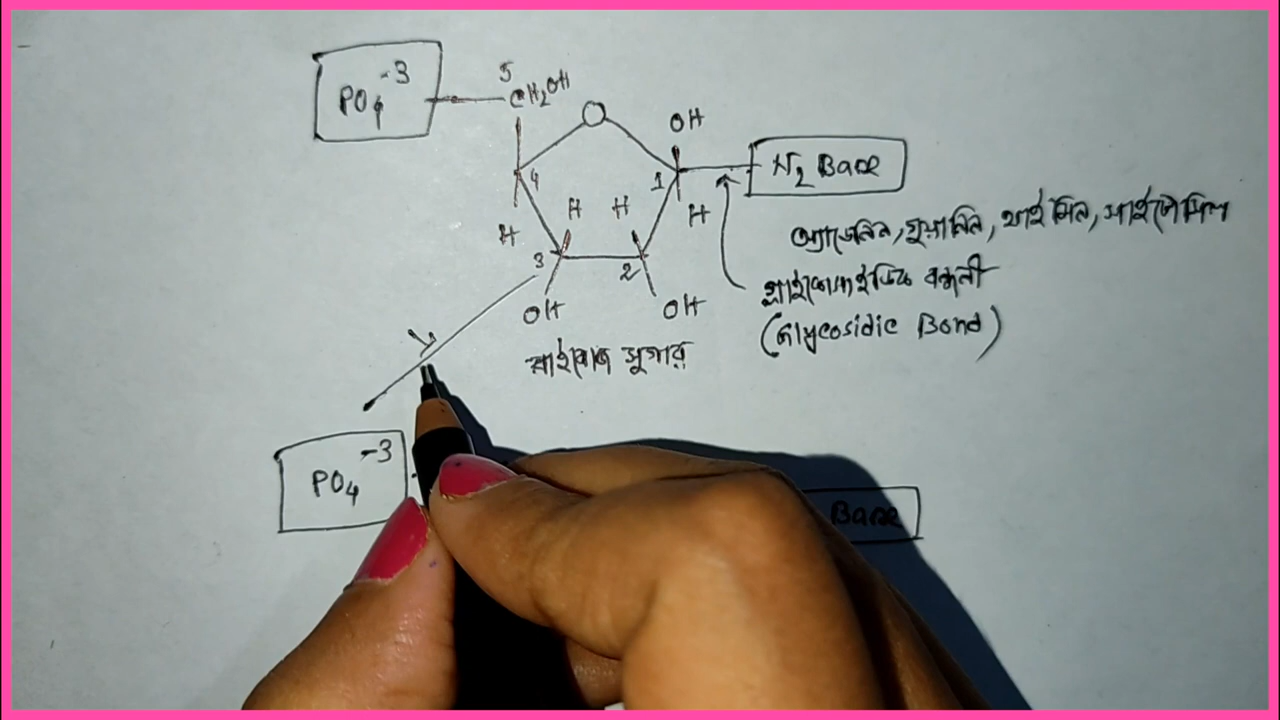 PO₄⁻³
5
CH₂OH
O
OH
4
1
N₂ Base
H
H
H
H
3
2
OH
OH
অ্যাডেনিন, গুয়ানিন, থাইমিন, সাইটোসিন
গ্লাইকোসাইডিক বন্ধনী
(Glycosidic Bond)
রাইবোজ সুগার
PO₄⁻³
Base